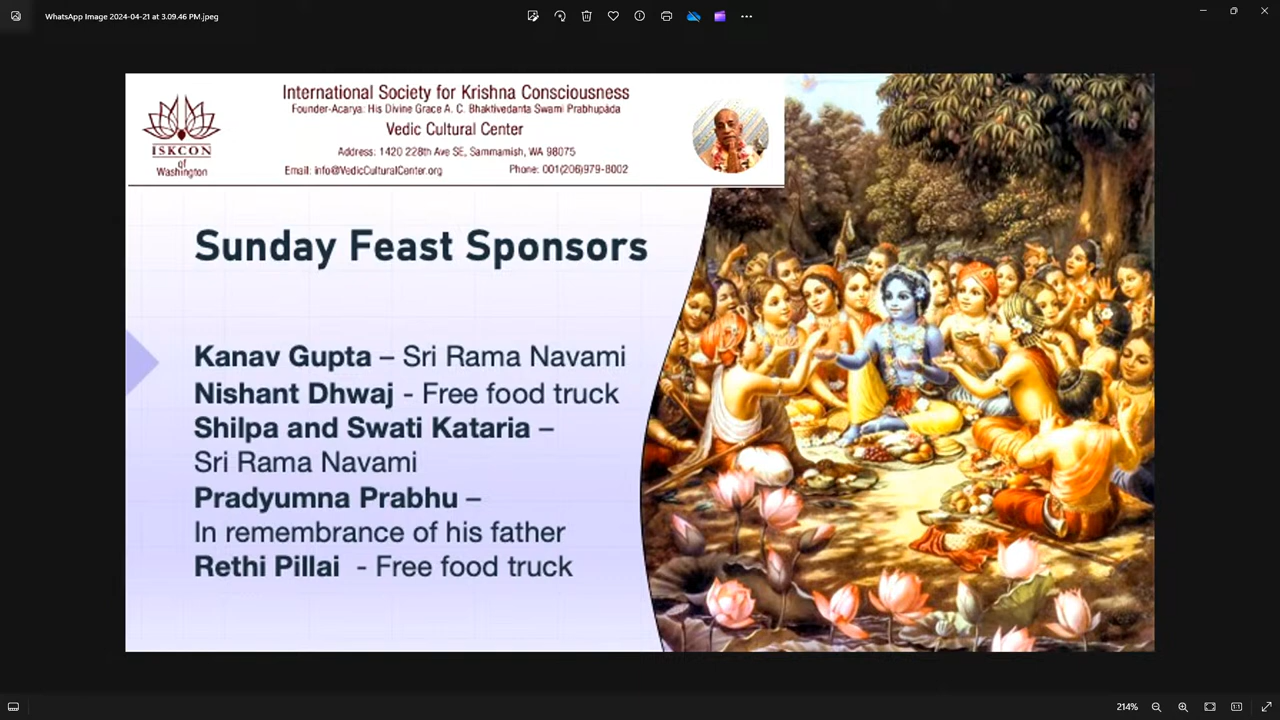 WhatsApp Image 2024-04-21 at 3.09.46 PM.jpeg
International Society for Krishna Consciousness
Founder-Acarya: His Divine Grace A. C. Bhaktivedanta Swami Prabhupāda
Vedic Cultural Center
Address: 1420 228th Ave SE, Sammamish, WA 98075
Email: info@VedicCulturalCenter.org Phone: 001(206)979-8002
ISKCON
of
Washington
Sunday Feast Sponsors
Kanav Gupta – Sri Rama Navami
Nishant Dhwaj - Free food truck
Shilpa and Swati Kataria –
Sri Rama Navami
Pradyumna Prabhu –
In remembrance of his father
Rethi Pillai - Free food truck
214%